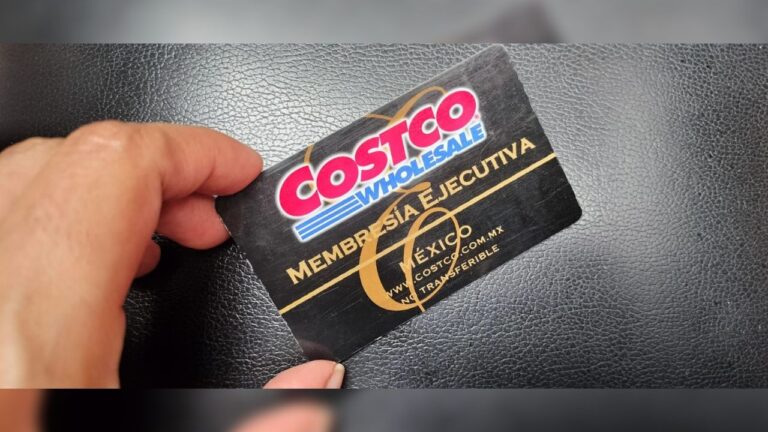 COSTCO
WHOLESALE
MEMBRESÍA EJECUTIVA
MÉXICO
WWW.COSTCO.COM.MX
NO TRANSFERIBLE